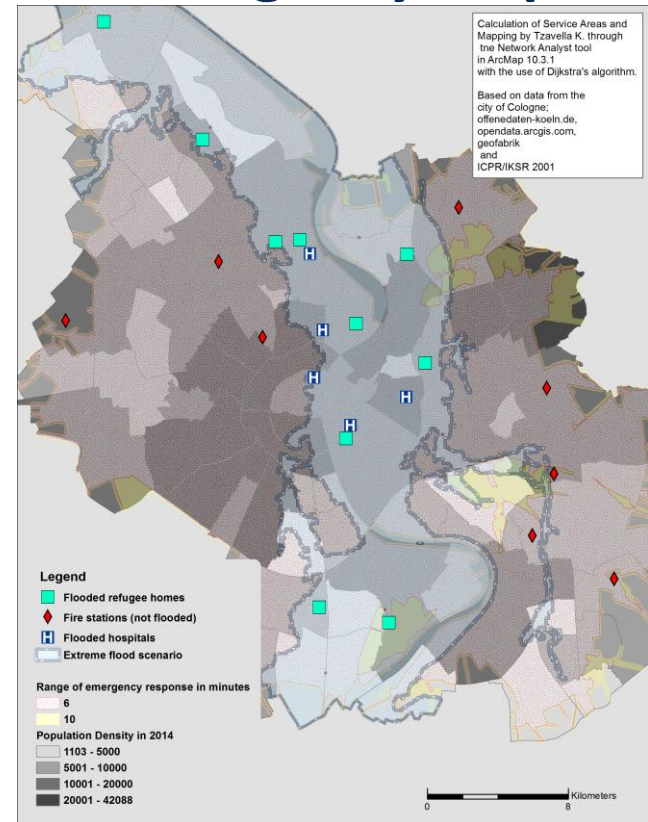 Calculation of Service Areas and
Mapping by Tzavella K. through
tne Network Analyst tool
in ArcMap 10.3.1
with the use of Dijkstra's algorithm.
Based on data from the
city of Cologne;
offenedaten-koeln.de,
opendata.arcgis.com,
geofabrik
and
ICPR/IKSR 2001
H
H
H
H
H
Legend
Flooded refugee homes
Fire stations (not flooded)
H Flooded hospitals
Extreme flood scenario
Range of emergency response in minutes
6
10
Population Density in 2014
1103 - 5000
5001 - 10000
10001 - 20000
20001 - 42088
Kilometers
0 8